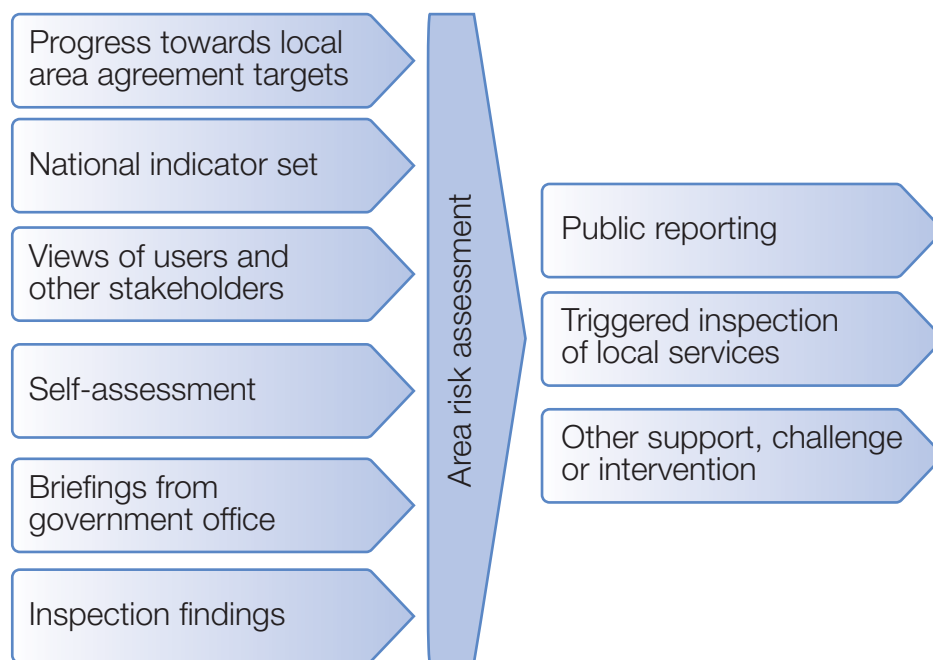 Progress towards local
area agreement targets
National indicator set
Views of users and
other stakeholders
Self-assessment
Briefings from
government office
Inspection findings
Area risk assessment
Public reporting
Triggered inspection
of local services
Other support, challenge
or intervention